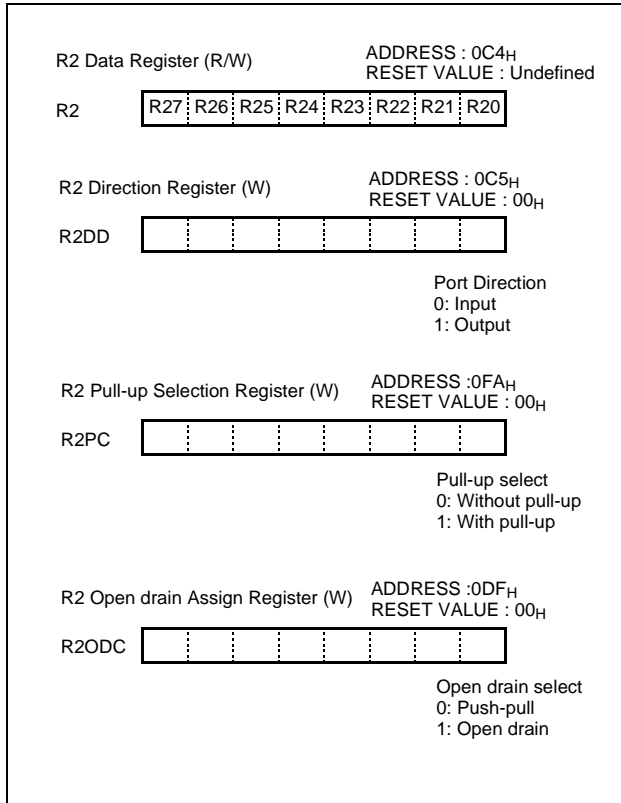 R2 Data Register (R/W)
ADDRESS : 0C4H
RESET VALUE : Undefined
R2
R27 R26 R25 R24 R23 R22 R21 R20
R2 Direction Register (W)
ADDRESS : 0C5H
RESET VALUE : 00H
R2DD
Port Direction
0: Input
1: Output
R2 Pull-up Selection Register (W)
ADDRESS :0FAH
RESET VALUE : 00H
R2PC
Pull-up select
0: Without pull-up
1: With pull-up
R2 Open drain Assign Register (W)
ADDRESS :0DFH
RESET VALUE : 00H
R2ODC
Open drain select
0: Push-pull
1: Open drain